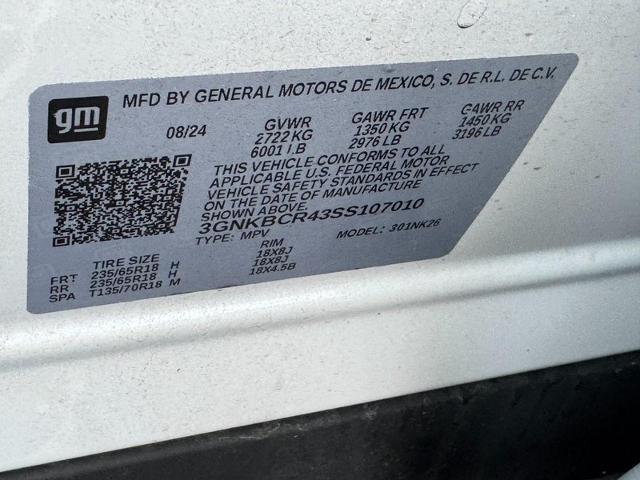 gm MFD BY GENERAL MOTORS DE MEXICO, S. DE R.L. DE C.V.
08/24 GVWR GAWR FRT GAWR RR
2722 KG 1350 KG 1450 KG
6001 LB 2976 LB 3196 LB
THIS VEHICLE CONFORMS TO ALL
APPLICABLE U.S. FEDERAL MOTOR
VEHICLE SAFETY STANDARDS IN EFFECT
ON THE DATE OF MANUFACTURE
SHOWN ABOVE.
3GNKBCR43SS107010
TYPE: MPV MODEL: 301NK26
TIRE SIZE RIM
FRT 235/65R18 H 18X8J
RR 235/65R18 H 18X8J
SPA T135/70R18 M 18X4.5B